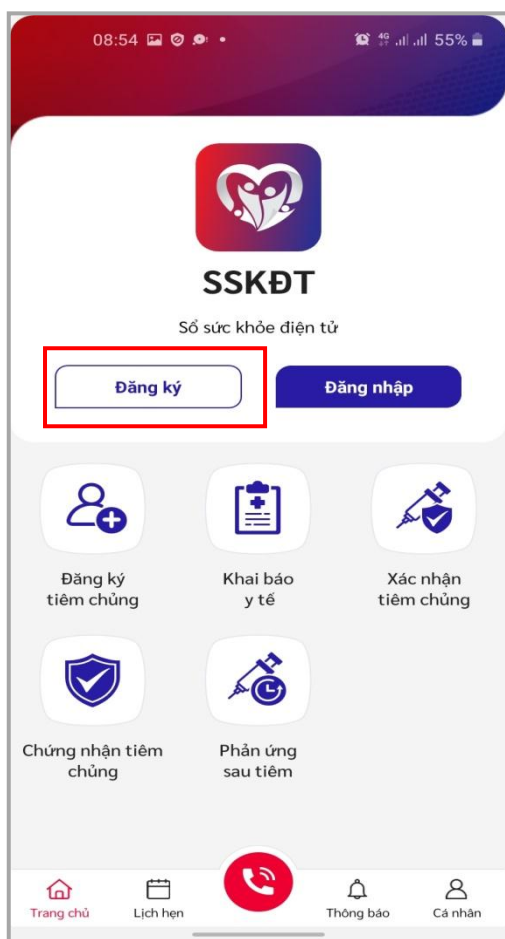 08:54 4G 55%
SSKĐT
Sổ sức khỏe điện tử
Đăng ký Đăng nhập
Đăng ký Khai báo Xác nhận
tiêm chủng y tế tiêm chủng
Chứng nhận tiêm Phản ứng
chủng sau tiêm
Trang chủ Lịch hẹn Thông báo Cá nhân